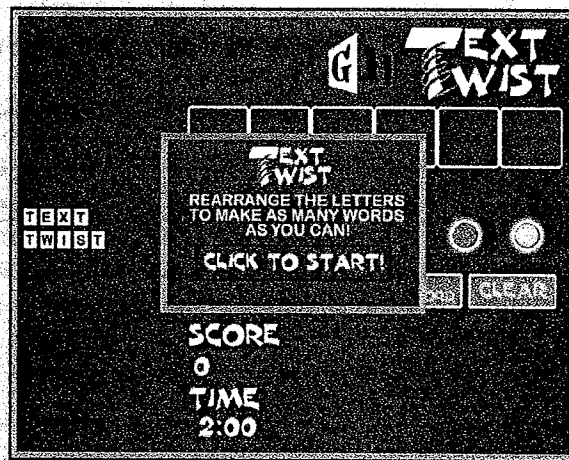 G
TEXT
TWIST
TEXT
TWIST
REARRANGE THE LETTERS
TO MAKE AS MANY WORDS
AS YOU CAN!
CLICK TO START!
TEXT
TWIST
SCORE
0
TIME
2:00